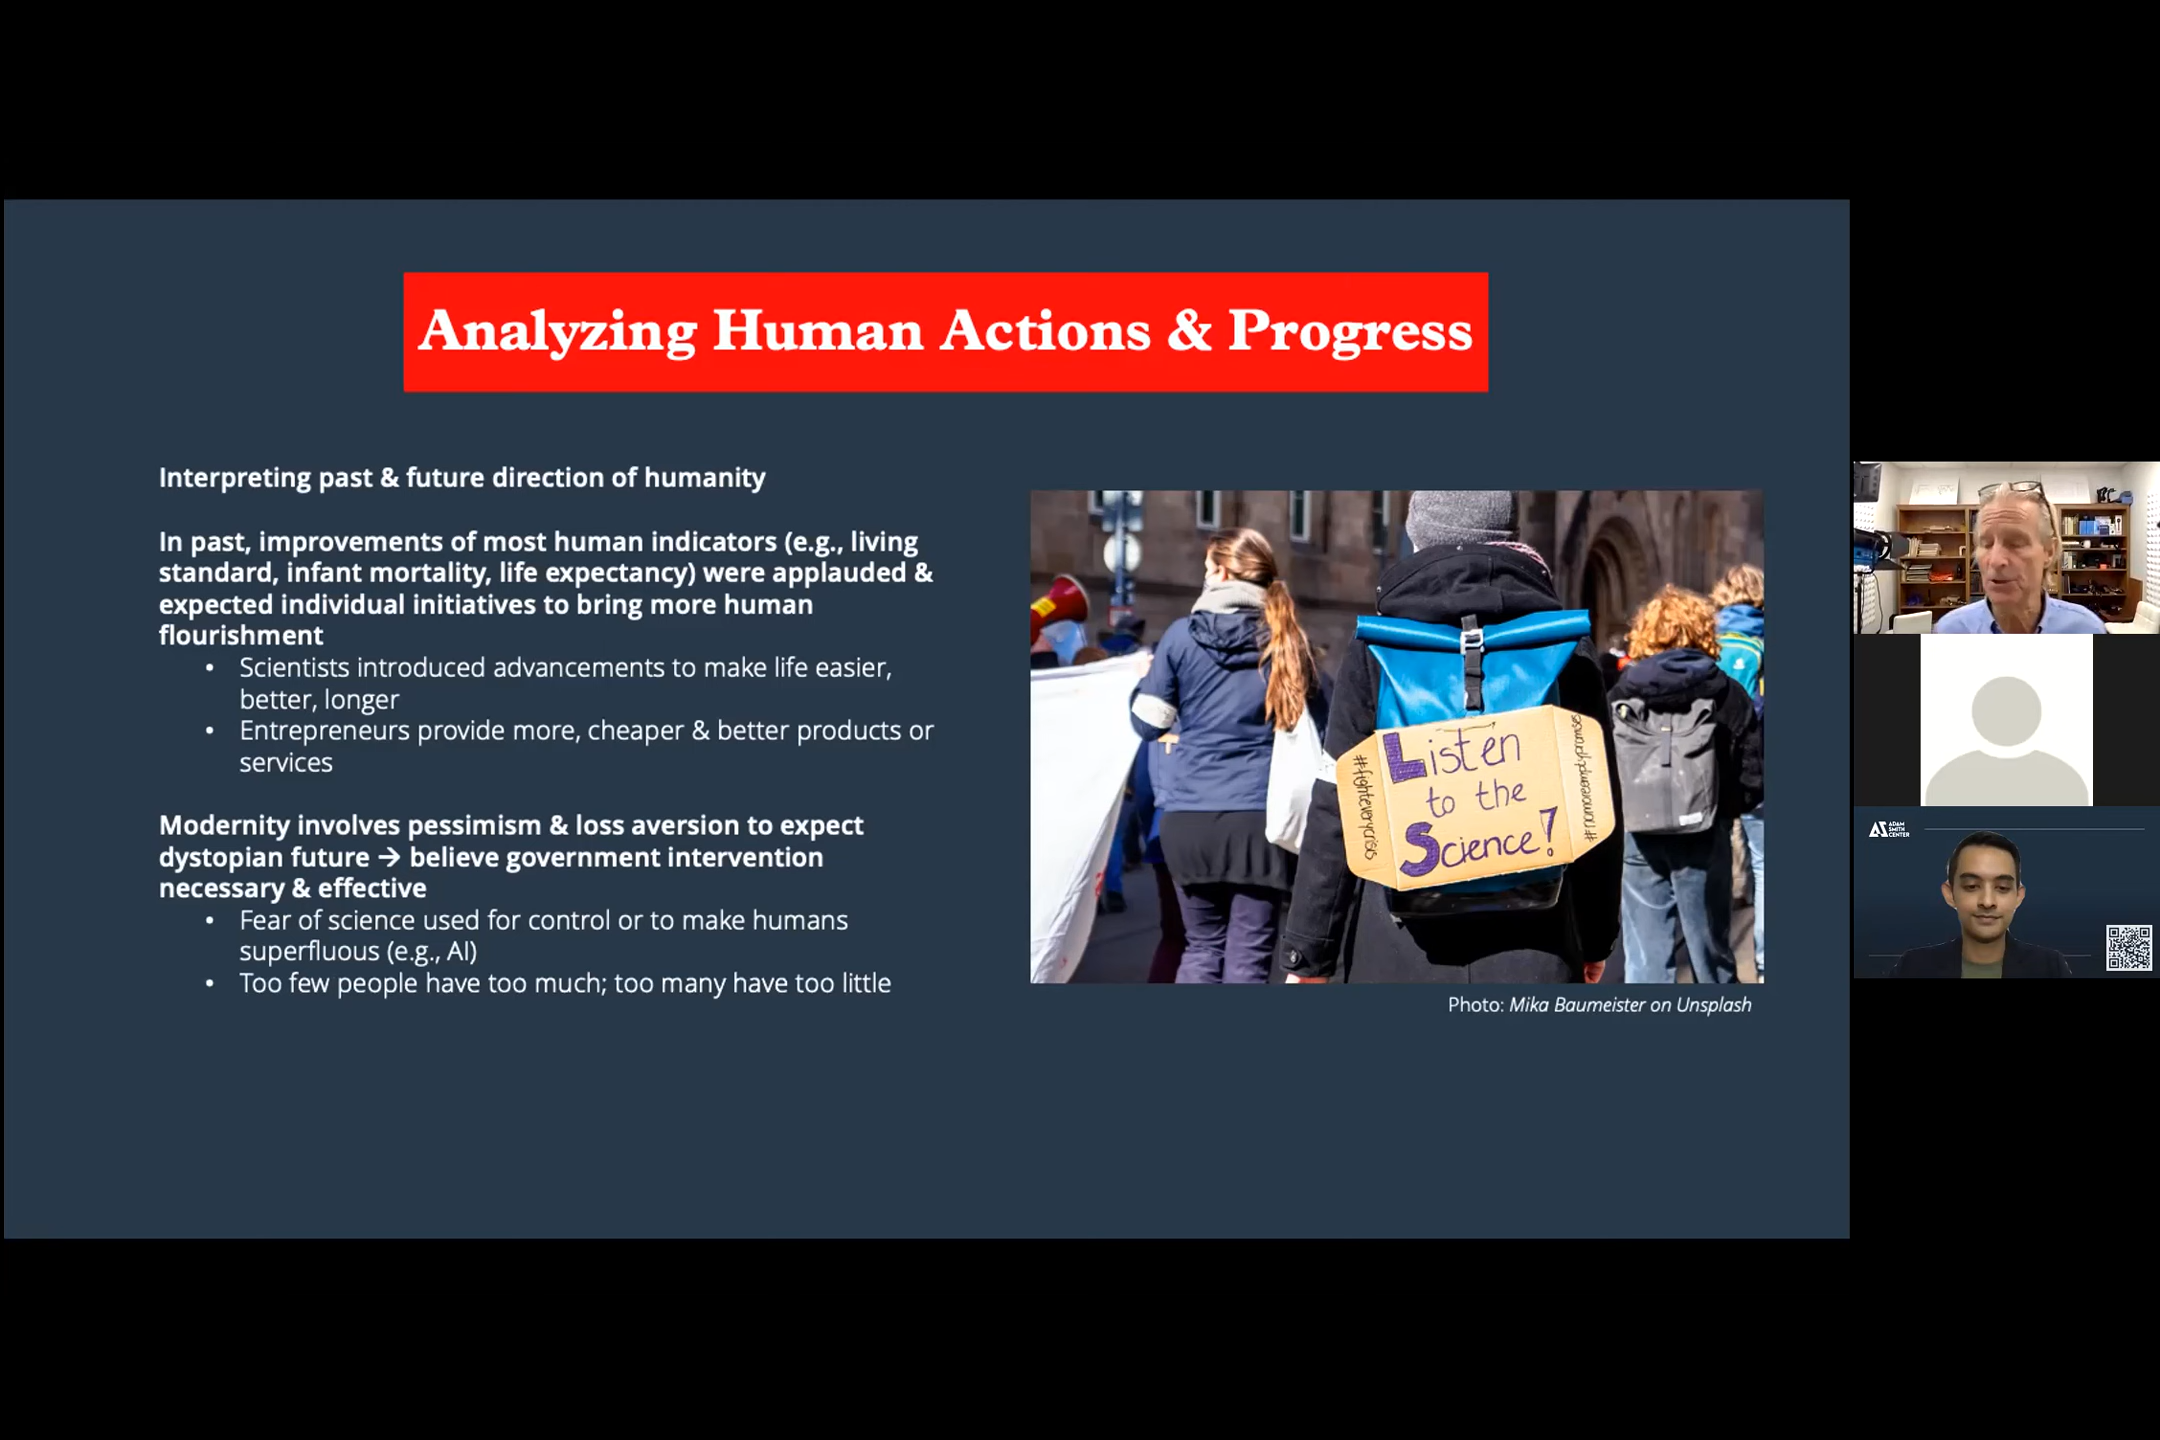 Analyzing Human Actions & Progress
Interpreting past & future direction of humanity
In past, improvements of most human indicators (e.g., living
standard, infant mortality, life expectancy) were applauded &
expected individual initiatives to bring more human
flourishment
• Scientists introduced advancements to make life easier,
better, longer
• Entrepreneurs provide more, cheaper & better products or
services
Modernity involves pessimism & loss aversion to expect
dystopian future → believe government intervention
necessary & effective
• Fear of science used for control or to make humans
superfluous (e.g., AI)
• Too few people have too much; too many have too little
Listen
to the
Science!
#fighteverycrisis
#nomoreemptypromises
Photo: Mika Baumeister on Unsplash
ADAM
SMITH
CENTER